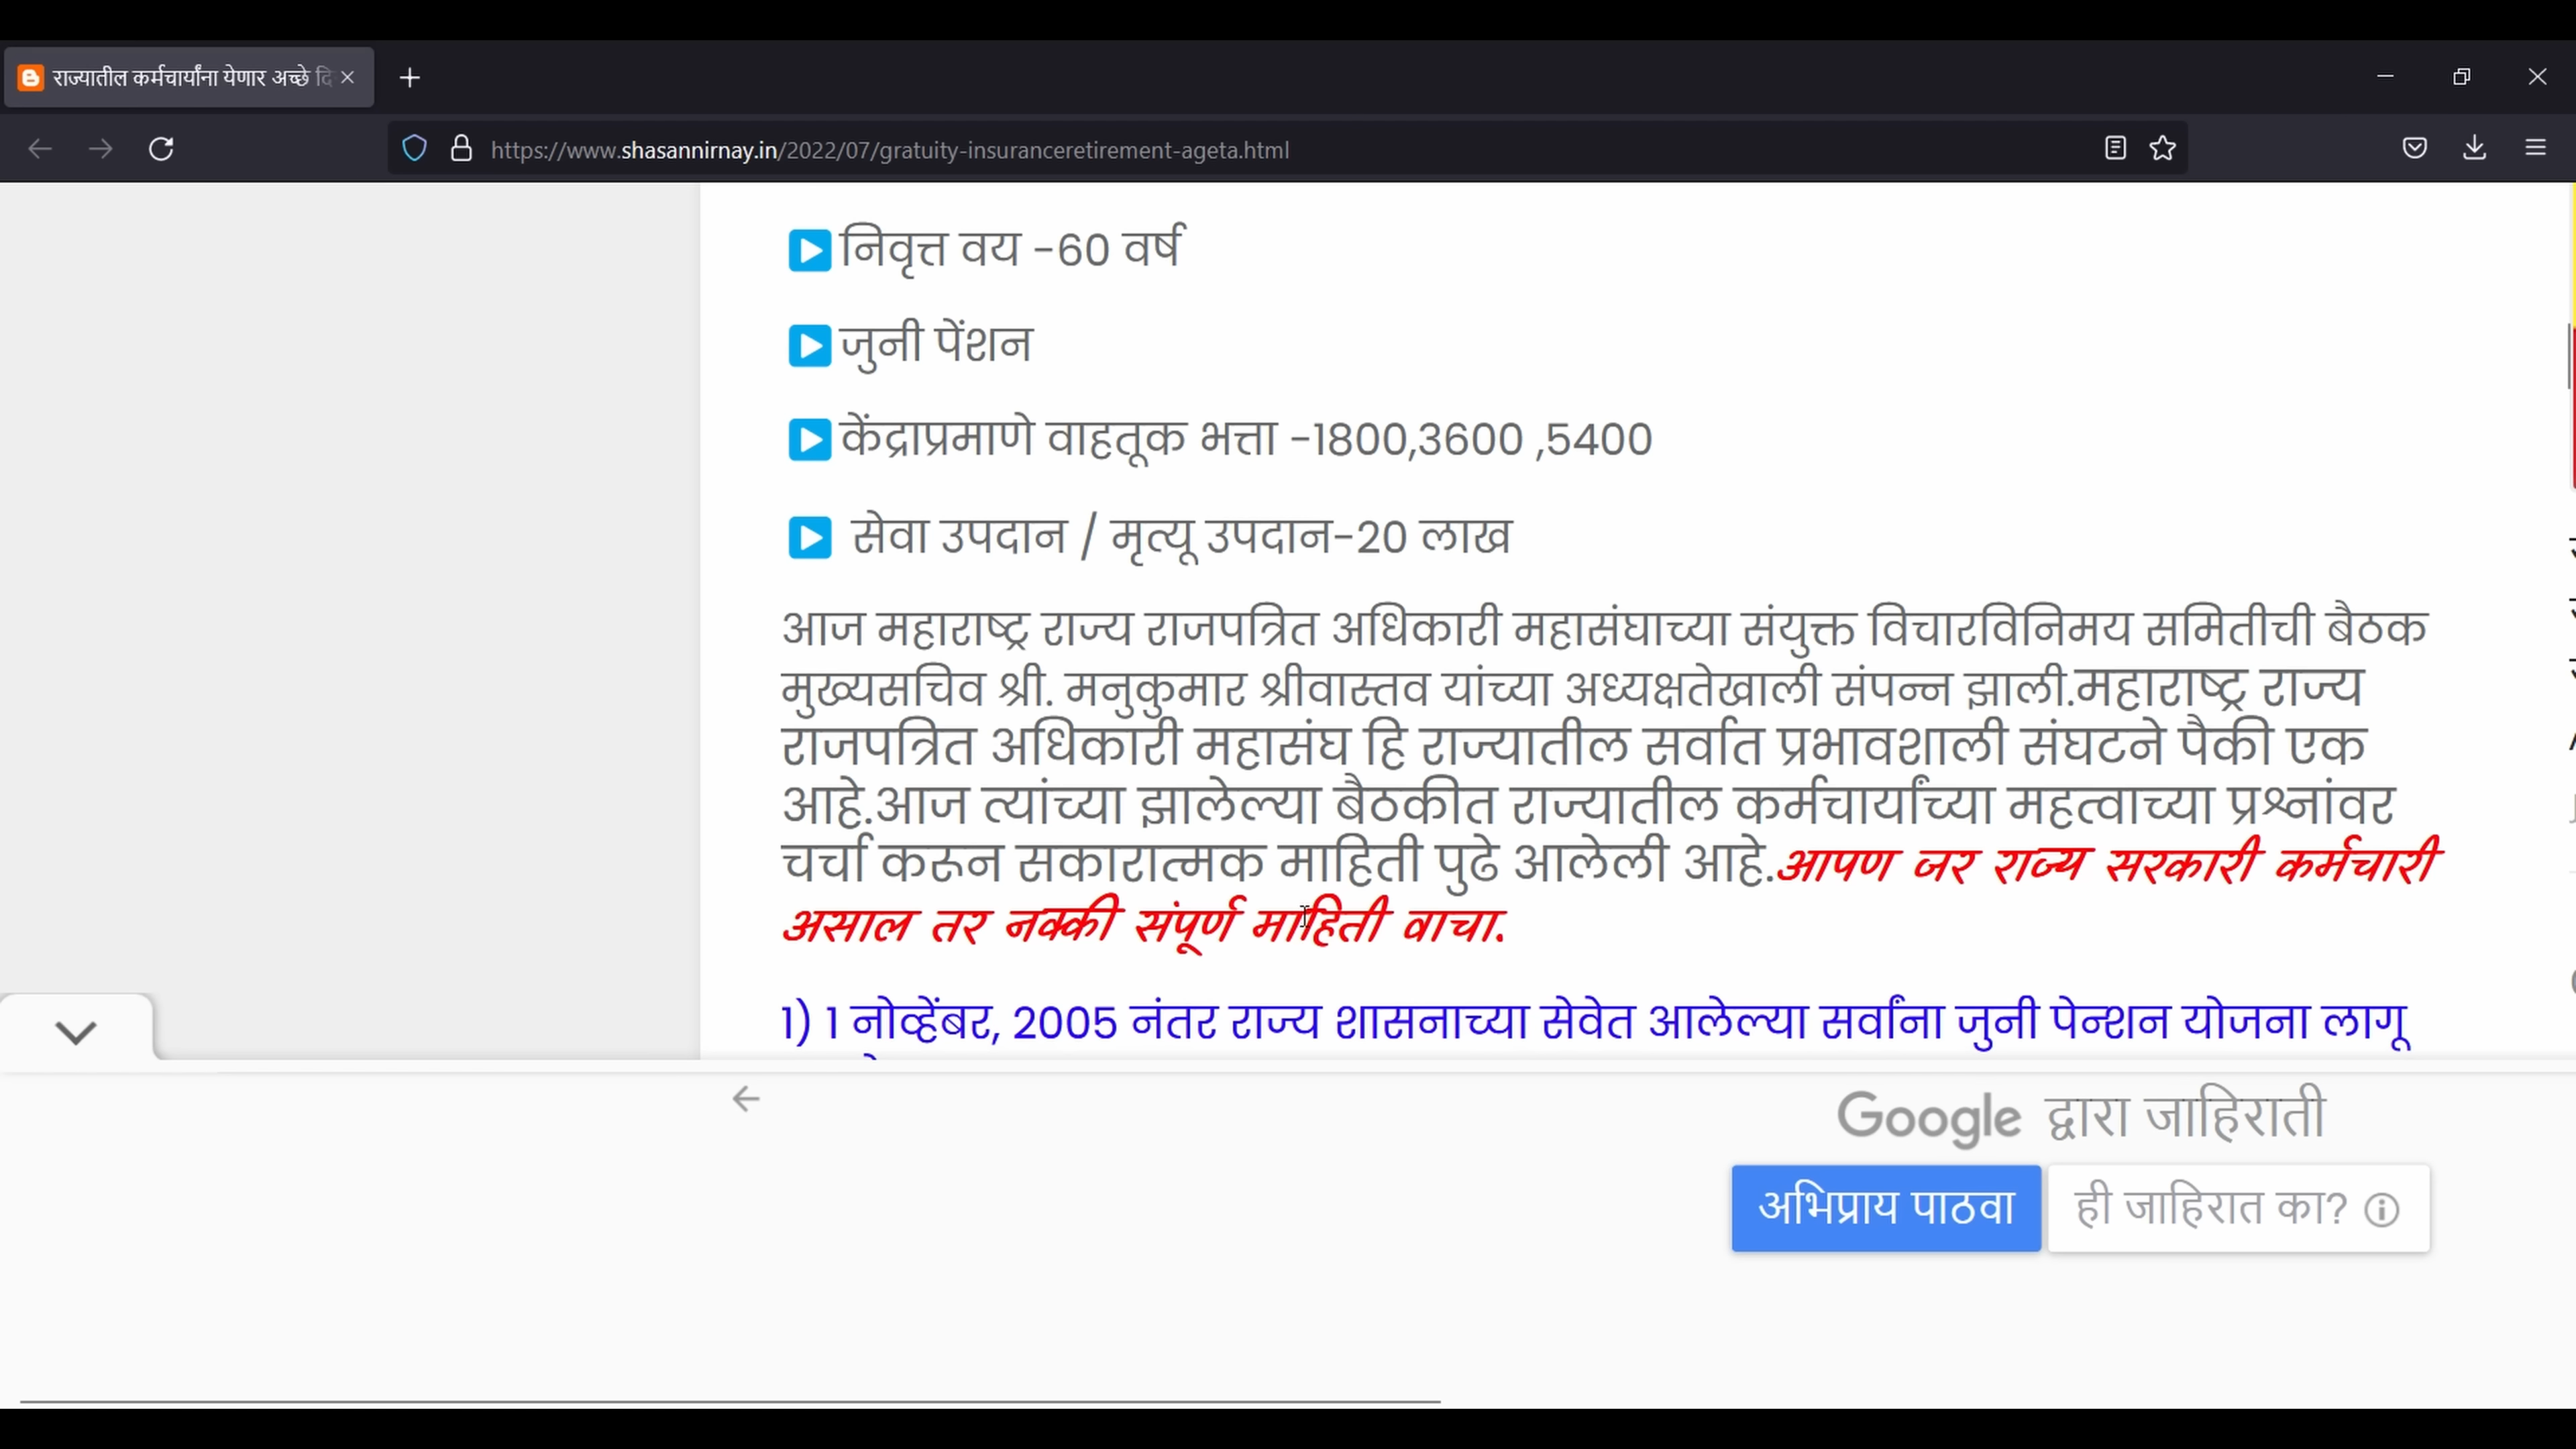 राज्यातील कर्मचार्यांना येणार अच्छे दि
https://www.shasannirnay.in/2022/07/gratuity-insuranceretirement-ageta.html
निवृत्त वय -60 वर्ष
जुनी पेंशन
केंद्राप्रमाणे वाहतूक भत्ता -1800,3600 ,5400
सेवा उपदान / मृत्यू उपदान-20 लाख
आज महाराष्ट्र राज्य राजपत्रित अधिकारी महासंघाच्या संयुक्त विचारविनिमय समितीची बैठक
मुख्यसचिव श्री. मनुकुमार श्रीवास्तव यांच्या अध्यक्षतेखाली संपन्न झाली.महाराष्ट्र राज्य
राजपत्रित अधिकारी महासंघ हि राज्यातील सर्वात प्रभावशाली संघटने पैकी एक
आहे.आज त्यांच्या झालेल्या बैठकीत राज्यातील कर्मचार्यांच्या महत्वाच्या प्रश्नांवर
चर्चा करून सकारात्मक माहिती पुढे आलेली आहे.आपण जर राज्य सरकारी कर्मचारी
असाल तर नक्की संपूर्ण माहिती वाचा.
1) 1 नोव्हेंबर, 2005 नंतर राज्य शासनाच्या सेवेत आलेल्या सर्वांना जुनी पेन्शन योजना लागू
Google द्वारा जाहिराती
अभिप्राय पाठवा
ही जाहिरात का?